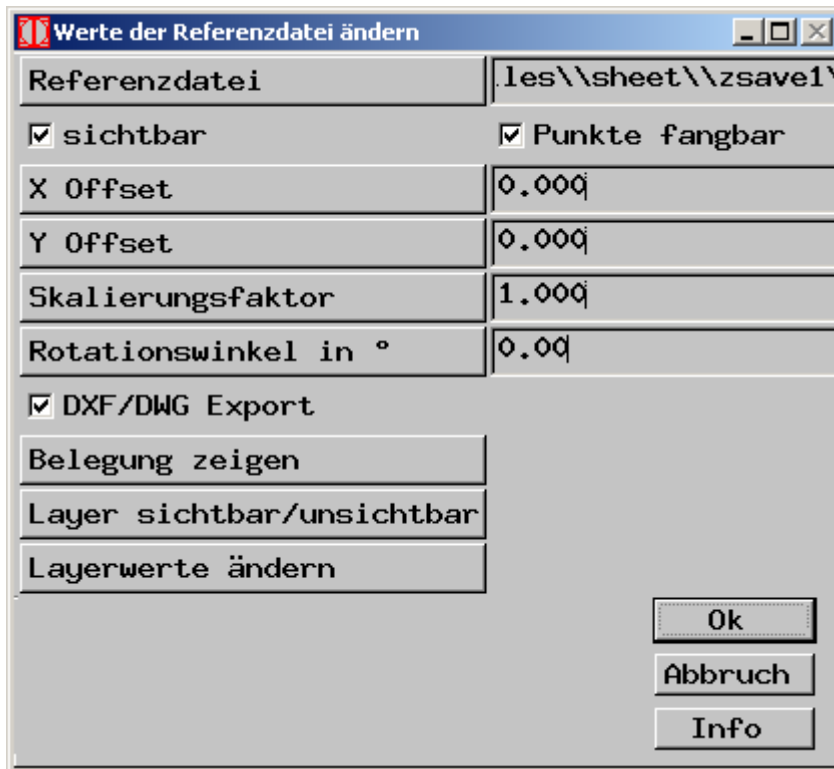 Werte der Referenzdatei ändern
Referenzdatei .les\\sheet\\zsave1\
sichtbar Punkte fangbar
X Offset 0.000
Y Offset 0.000
Skalierungsfaktor 1.000
Rotationswinkel in ° 0.00
DXF/DWG Export
Belegung zeigen
Layer sichtbar/unsichtbar
Layerwerte ändern
Ok
Abbruch
Info